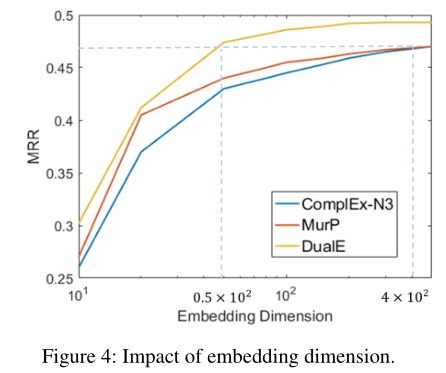 0.5
0.45
0.4
0.35
0.3
0.25
MRR
ComplEx-N3
MurP
DualE
10¹
0.5 × 10²
10²
4 × 10²
Embedding Dimension
Figure 4: Impact of embedding dimension.